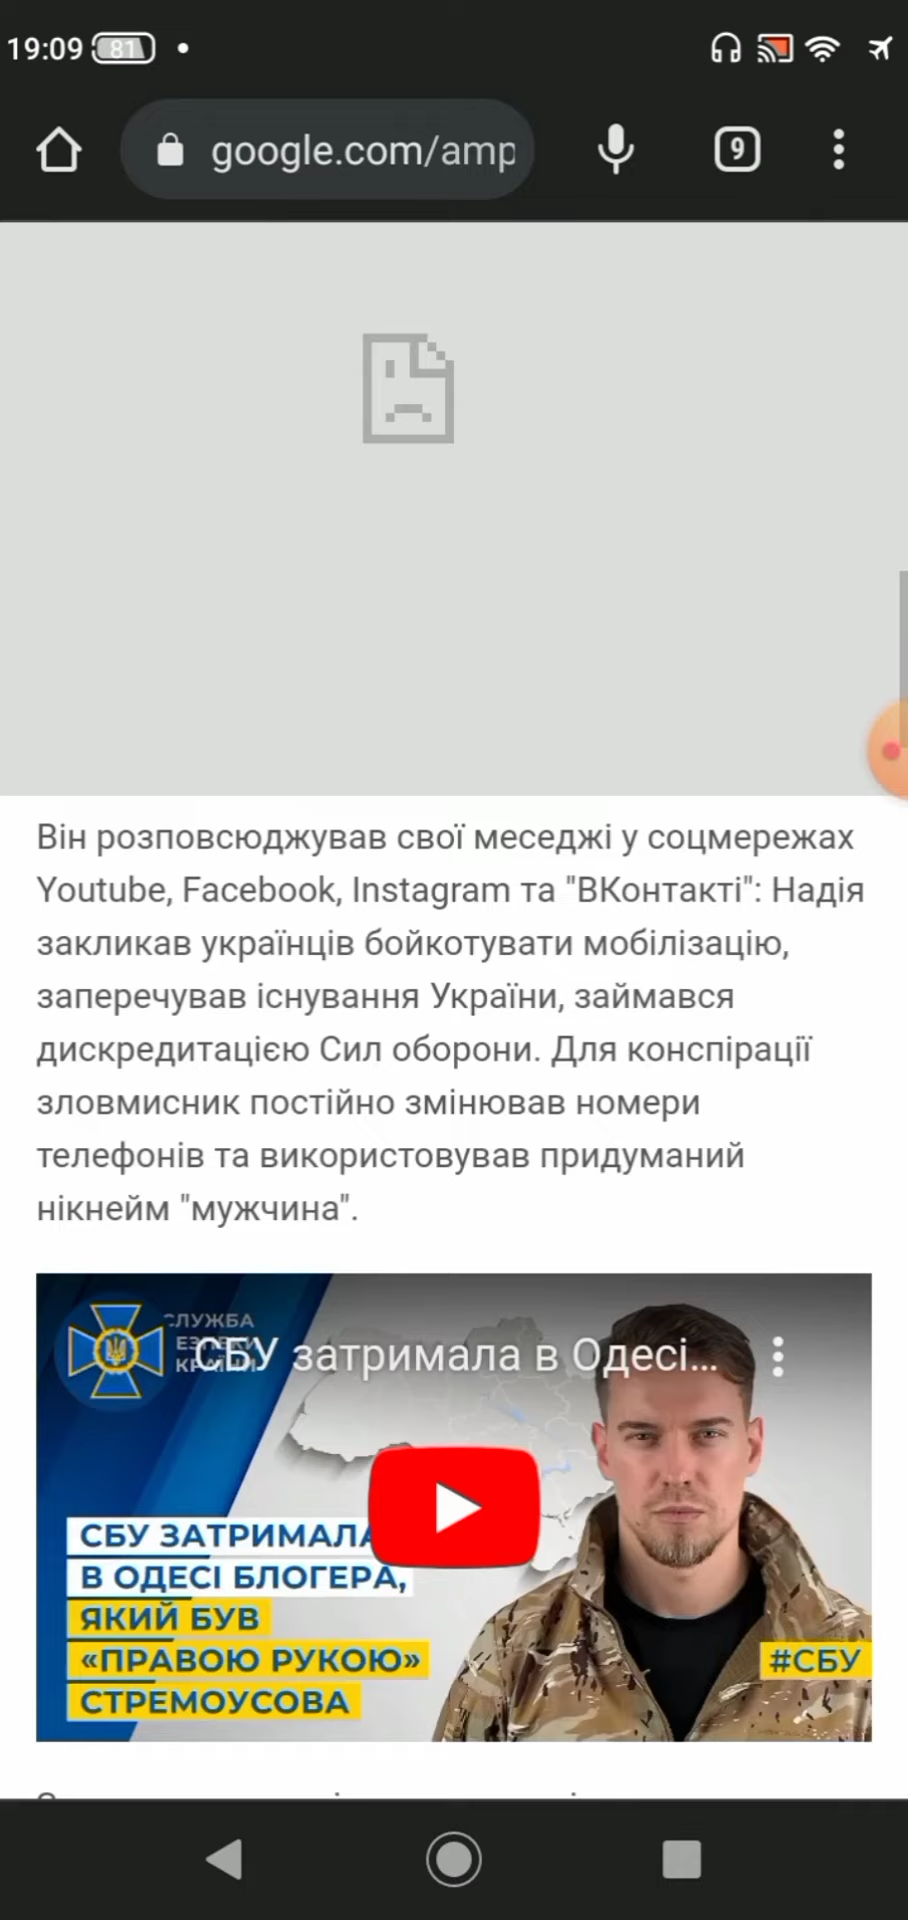 19:09 81
google.com/amp
9
Він розповсюджував свої меседжі у соцмережах
Youtube, Facebook, Instagram та "ВКонтакті": Надія
закликав українців бойкотувати мобілізацію,
заперечував існування України, займався
дискредитацією Сил оборони. Для конспірації
зловмисник постійно змінював номери
телефонів та використовував придуманий
нікнейм "мужчина".
СЛУЖБА
СБУ затримала в Одесі...
СБУ ЗАТРИМАЛА
В ОДЕСІ БЛОГЕРА,
ЯКИЙ БУВ
«ПРАВОЮ РУКОЮ»
СТРЕМОУСОВА
#СБУ